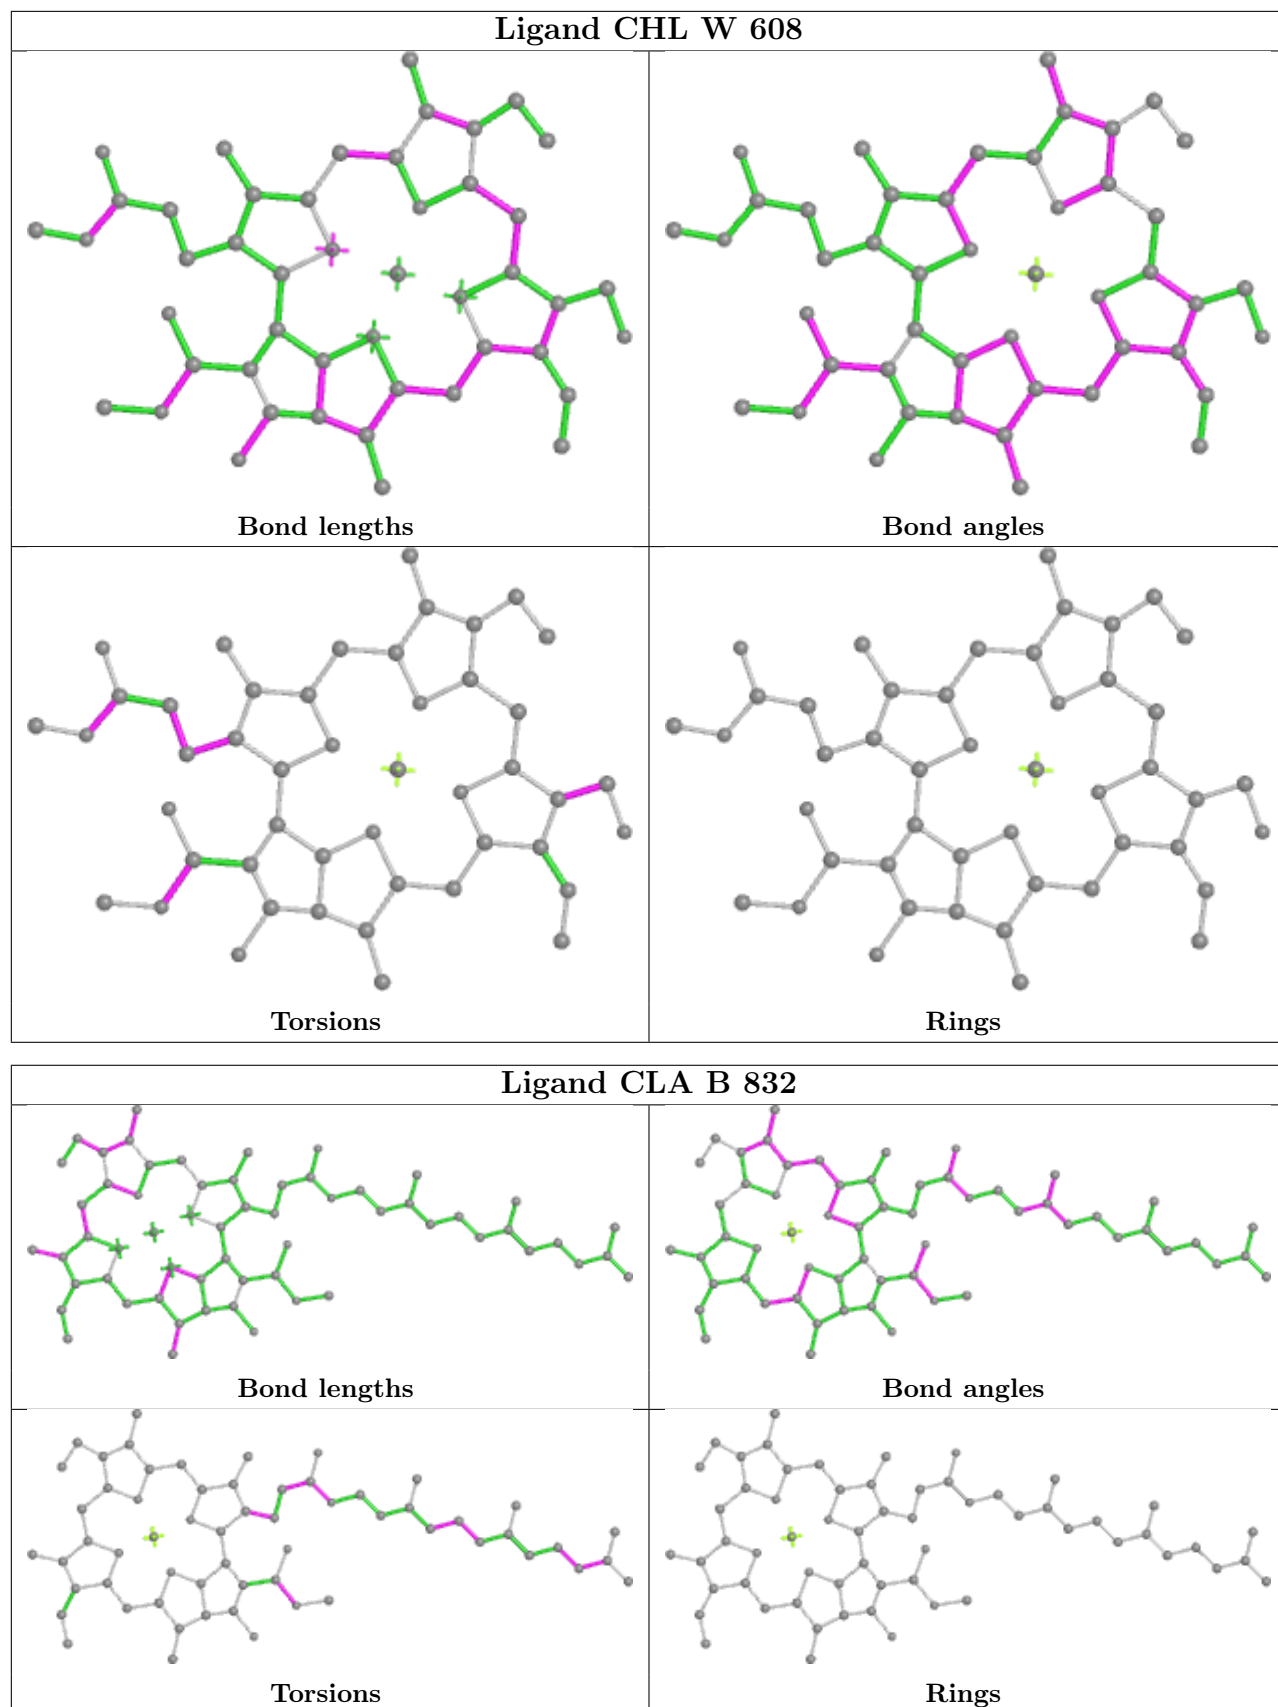 Ligand CHL W 608
Bond lengths
Bond angles
Torsions
Rings
Ligand CLA B 832
Bond lengths
Bond angles
Torsions
Rings